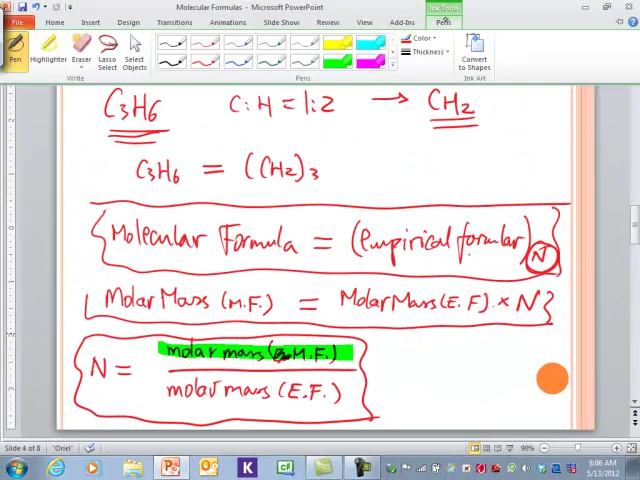 Molecular Formulas - Microsoft PowerPoint
Ink Tools
File Home Insert Design Transitions Animations Slide Show Review View Add-Ins Pens
Pen Highlighter Eraser Lasso Select Select Objects
Color Thickness Convert to Shapes
Write Pens Ink Art
C3H6 C:H = 1:2 → CH2
C3H6 = (CH2)3
Molecular Formula = (empirical formular)N
Molar Mass (M.F.) = Molar Mass (E.F). × N
N = molar mass ( M.F.)
molar mass (E.F.)
Slide 4 of 8 "Oriel" 90%
8:06 AM
5/13/2012